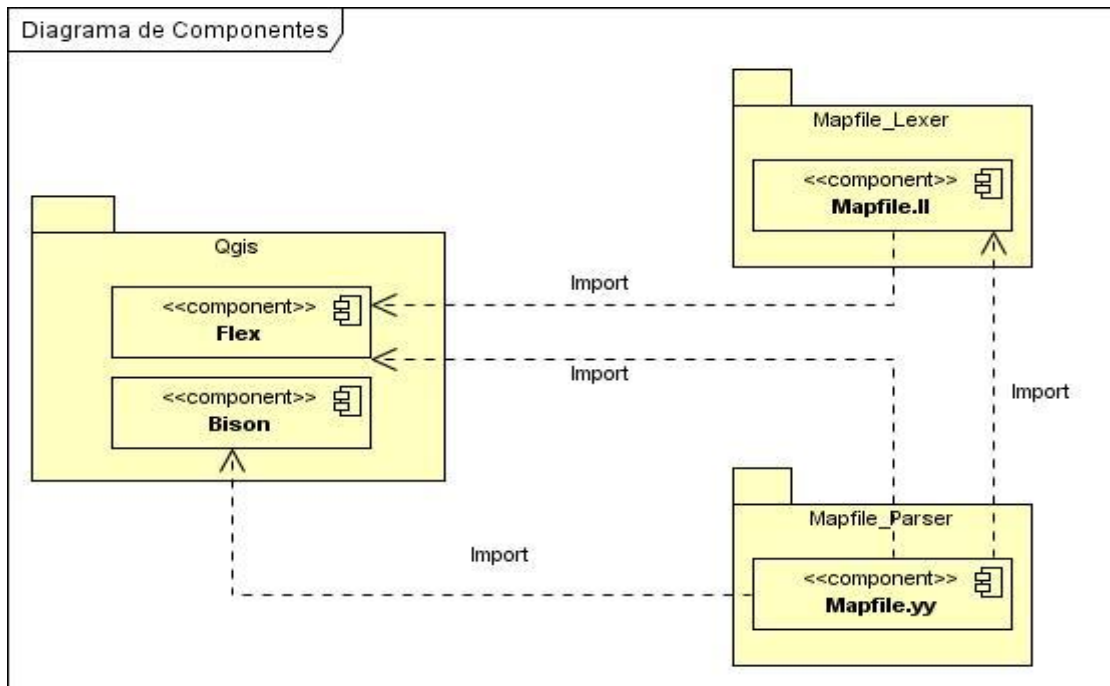 Diagrama de Componentes
Mapfile_Lexer
<<component>>
Mapfile.ll
Qgis
Import
<<component>>
Flex
Import
<<component>>
Bison
Import
Mapfile_Parser
Import
<<component>>
Mapfile.yy